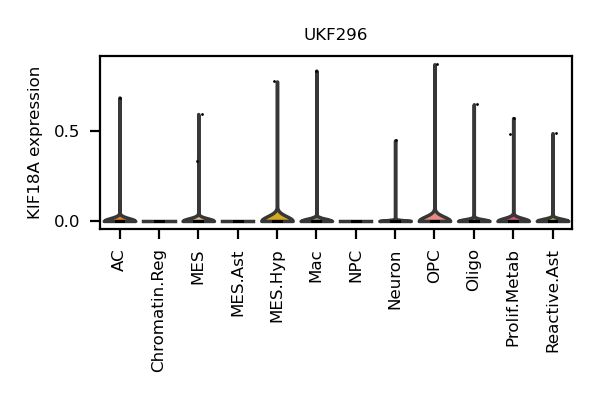 UKF296
KIF18A expression
0.5
0.0
AC
Chromatin.Reg
MES
MES.Ast
MES.Hyp
Mac
NPC
Neuron
OPC
Oligo
Prolif.Metab
Reactive.Ast